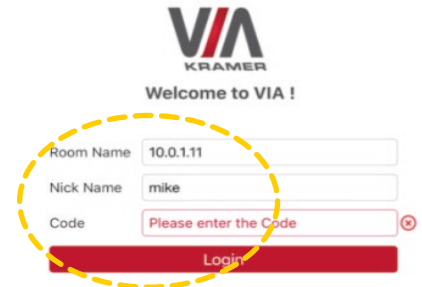 VIA
KRAMER
Welcome to VIA !
Room Name 10.0.1.11
Nick Name mike
Code Please enter the Code
Login